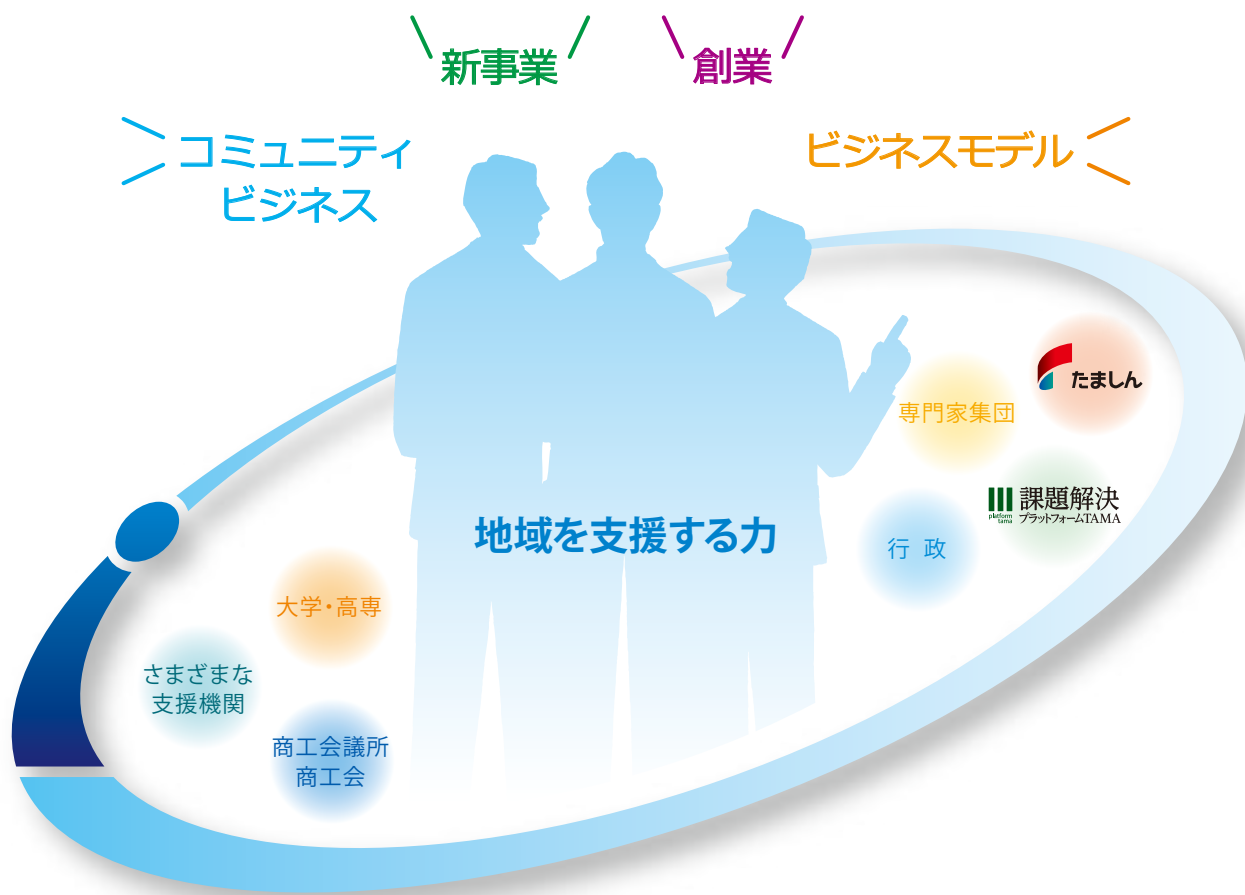 新事業
創業
コミュニティ
ビジネス
ビジネスモデル
たましん
専門家集団
課題解決
platform
tama
プラットフォームTAMA
地域を支援する力
行 政
大学・高専
さまざまな
支援機関
商工会議所
商工会